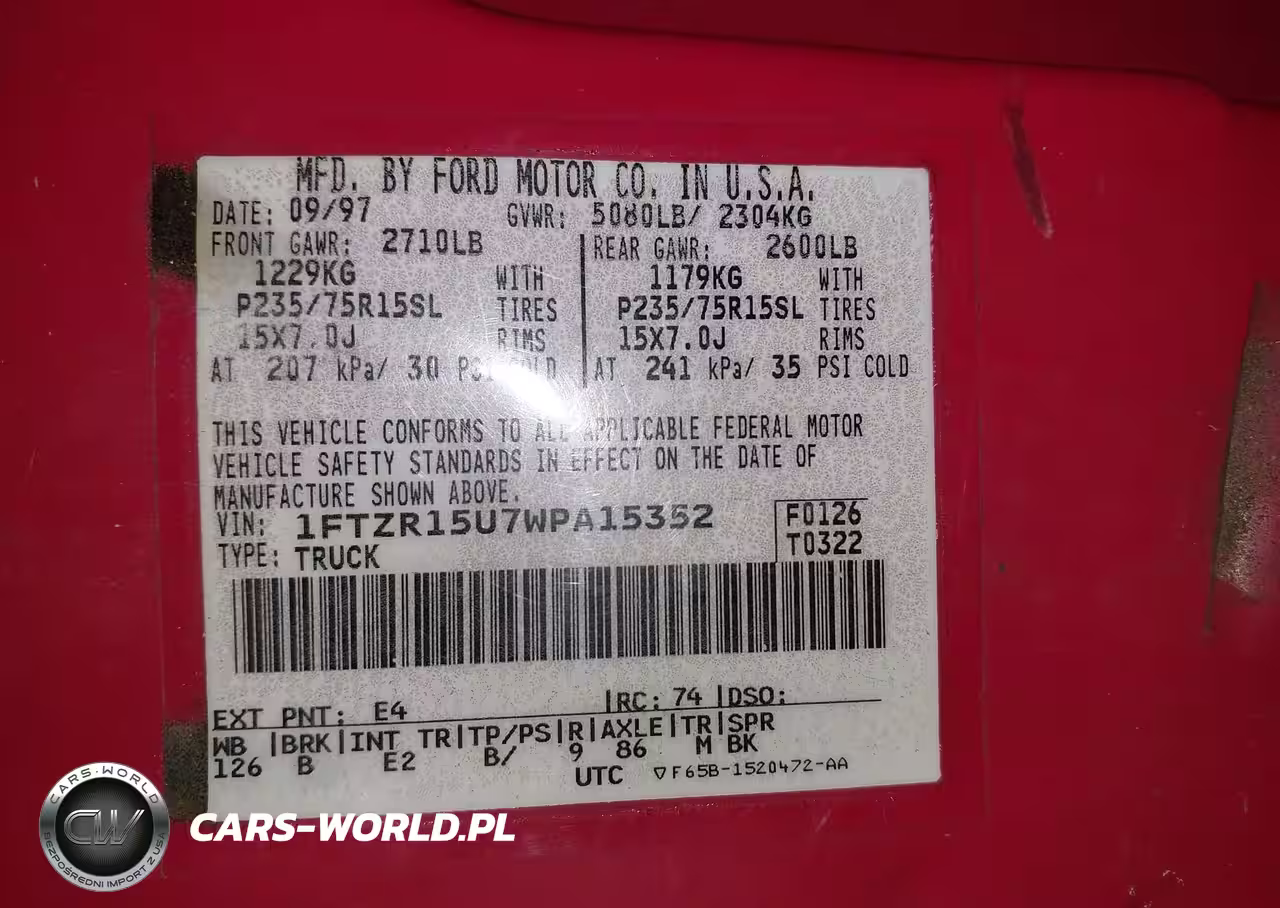 MFD. BY FORD MOTOR CO. IN U.S.A.
DATE: 09/97 GVWR: 5080LB/ 2304KG
FRONT GAWR: 2710LB REAR GAWR: 2600LB
1229KG WITH 1179KG WITH
P235/75R15SL TIRES P235/75R15SL TIRES
15X7.0J RIMS 15X7.0J RIMS
AT 207 kPa/ 30 PSI COLD AT 241 kPa/ 35 PSI COLD
THIS VEHICLE CONFORMS TO ALL APPLICABLE FEDERAL MOTOR
VEHICLE SAFETY STANDARDS IN EFFECT ON THE DATE OF
MANUFACTURE SHOWN ABOVE.
VIN: 1FTZR15U7WPA15352 F0126
TYPE: TRUCK T0322
EXT PNT: E4 RC: 74 DSO:
WB BRK INT TR TP/PS R AXLE TR SPR
126 B E2 B/ 9 86 M BK
UTC ▽F65B-1520472-AA
CARS-WORLD
CW
BEZPOŚREDNI IMPORT Z USA
CARS-WORLD.PL